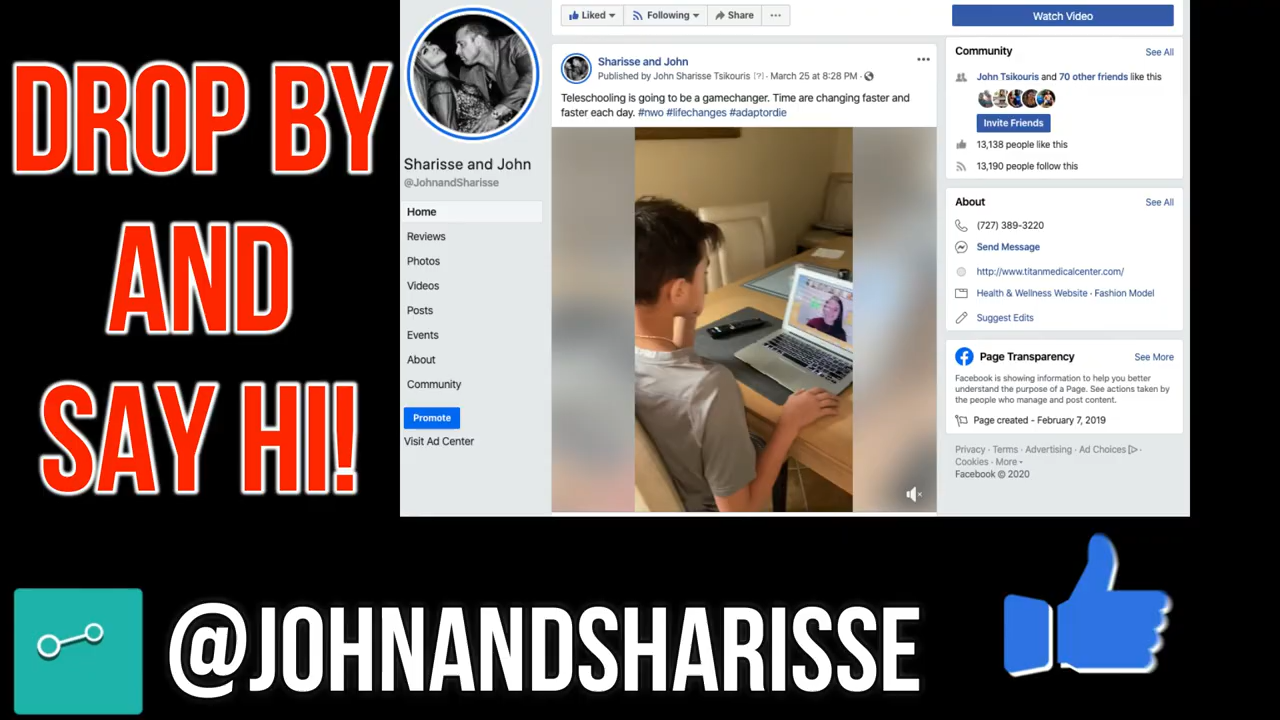 DROP BY
AND
SAY HI!
Liked
Following
Share
Watch Video
Sharisse and John
@JohnandSharisse
Home
Reviews
Photos
Videos
Posts
Events
About
Community
Promote
Visit Ad Center
Sharisse and John
Published by John Sharisse Tsikouris [?] · March 25 at 8:28 PM ·
Teleschooling is going to be a gamechanger. Time are changing faster and
faster each day. #nwo #lifechanges #adaptordie
Community
See All
John Tsikouris and 70 other friends like this
Invite Friends
13,138 people like this
13,190 people follow this
About
See All
(727) 389-3220
Send Message
http://www.titanmedicalcenter.com/
Health & Wellness Website · Fashion Model
Suggest Edits
Page Transparency
See More
Facebook is showing information to help you better
understand the purpose of a Page. See actions taken by
the people who manage and post content.
Page created - February 7, 2019
Privacy · Terms · Advertising · Ad Choices ·
Cookies · More
Facebook © 2020
@JOHNANDSHARISSE